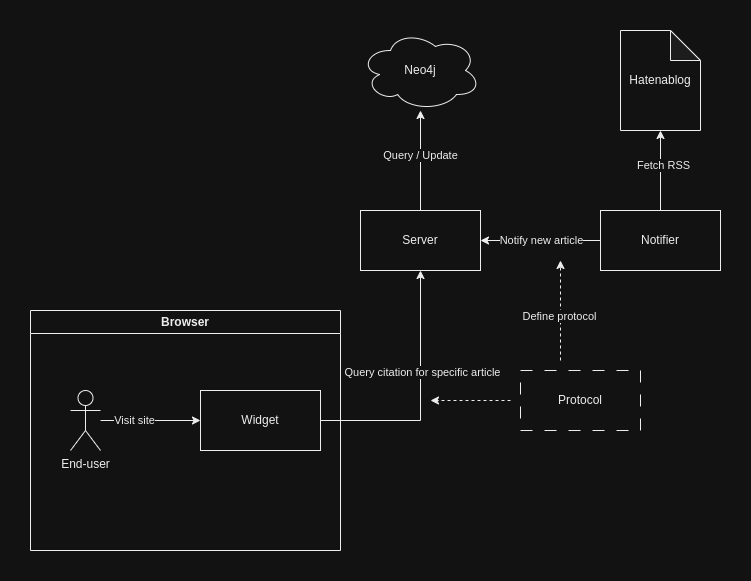 Neo4j
Hatenablog
Query / Update
Fetch RSS
Server
Notify new article
Notifier
Define protocol
Browser
Query citation for specific article
Protocol
Visit site
Widget
End-user